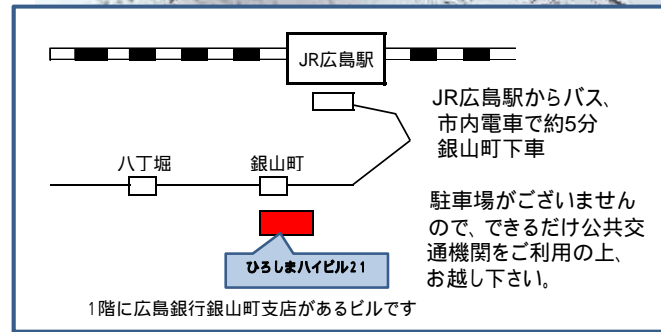 JR広島駅
JR広島駅からバス、
市内電車で約5分
銀山町下車
八丁堀
銀山町
駐車場がございません
ので、できるだけ公共交
通機関をご利用の上、
お越し下さい。
ひろしまハイビル21
1階に広島銀行銀山町支店があるビルです